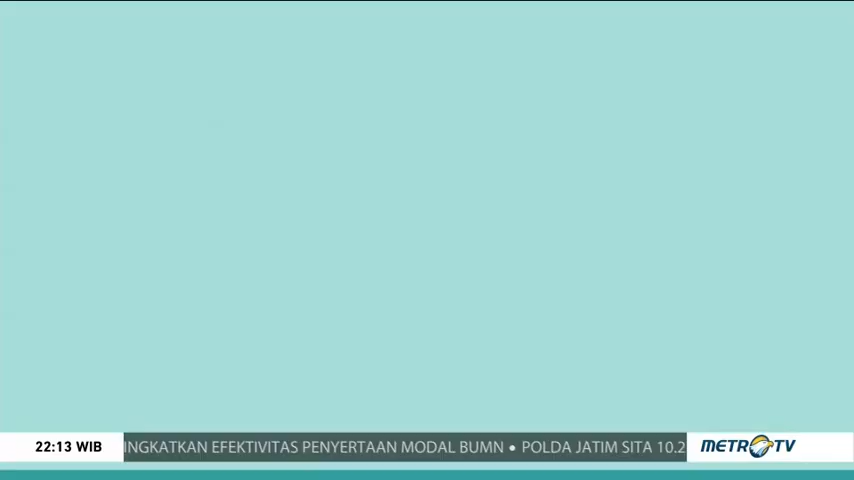 22:13 WIB
INGKATKAN EFEKTIVITAS PENYERTAAN MODAL BUMN ● POLDA JATIM SITA 10.2
METRO TV